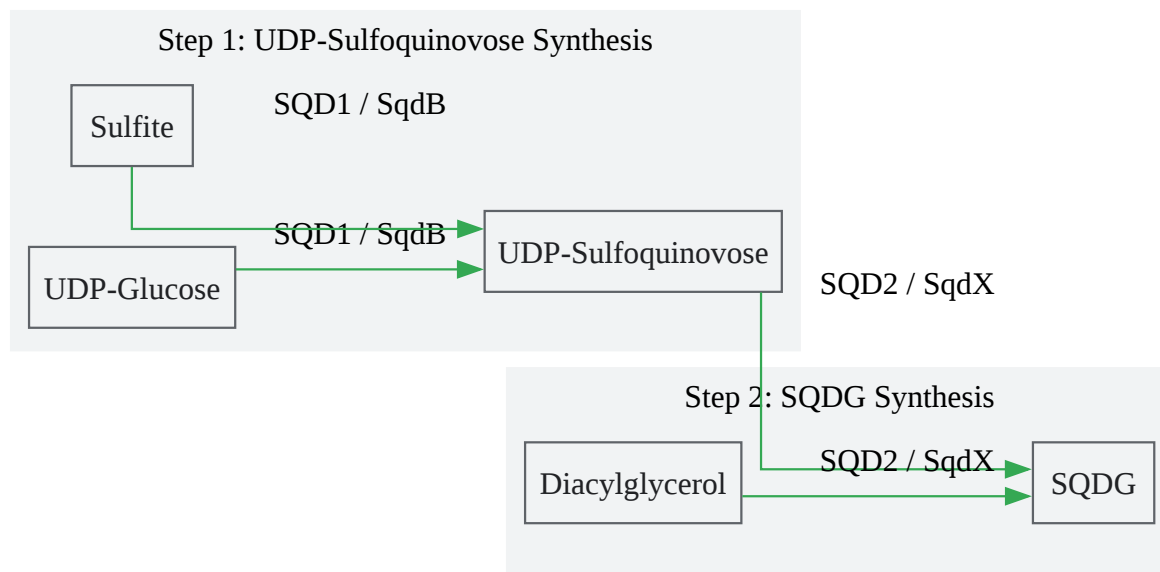 Step 1: UDP-Sulfoquinovose Synthesis
SQD1 / SqdB
Sulfite
SQD1 / SqdB
UDP-Sulfoquinovose
UDP-Glucose
SQD2 / SqdX
Step 2: SQDG Synthesis
SQD2 / SqdX
Diacylglycerol
SQDG